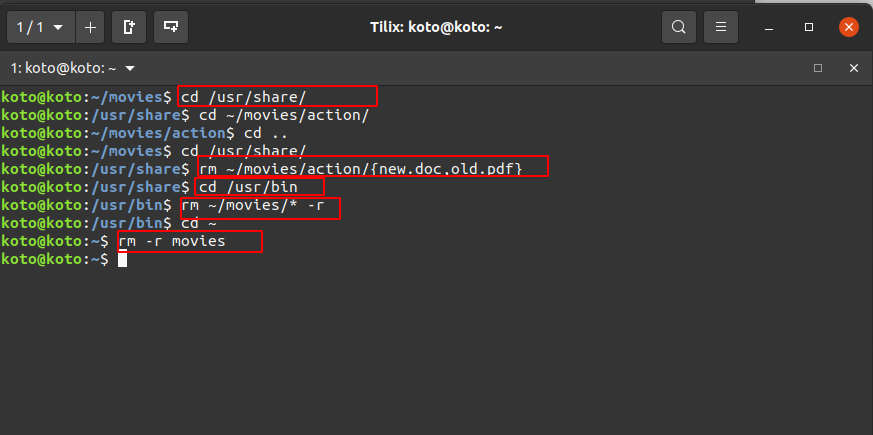 1 / 1
Tilix: koto@koto: ~
1: koto@koto: ~
koto@koto:~/movies$ cd /usr/share/
koto@koto:/usr/share$ cd ~/movies/action/
koto@koto:~/movies/action$ cd ..
koto@koto:~/movies$ cd /usr/share/
koto@koto:/usr/share$ rm ~/movies/action/{new.doc.old.pdf}
koto@koto:/usr/share$ cd /usr/bin
koto@koto:/usr/bin$ rm ~/movies/* -r
koto@koto:/usr/bin$ cd ~
koto@koto:~$ rm -r movies
koto@koto:~$